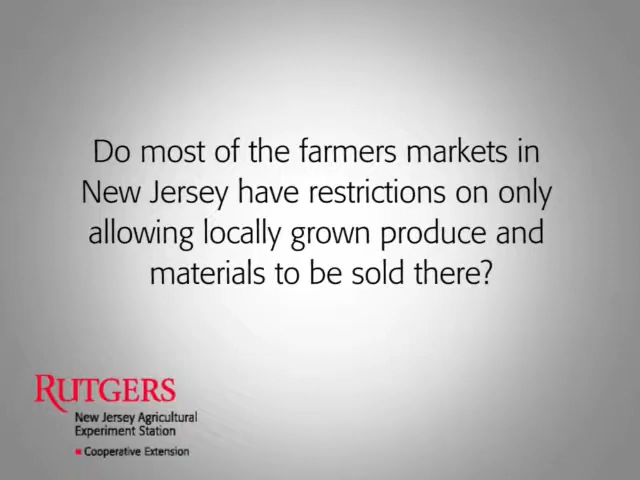 Do most of the farmers markets in
New Jersey have restrictions on only
allowing locally grown produce and
materials to be sold there?
RUTGERS
New Jersey Agricultural
Experiment Station
Cooperative Extension